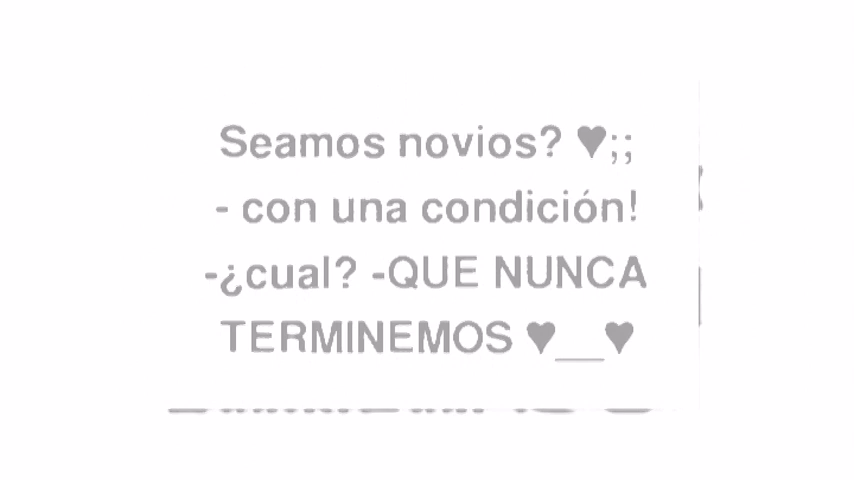 Seamos novios? ♥;;
- con una condición!
-¿cual? -QUE NUNCA
TERMINEMOS ♥__♥